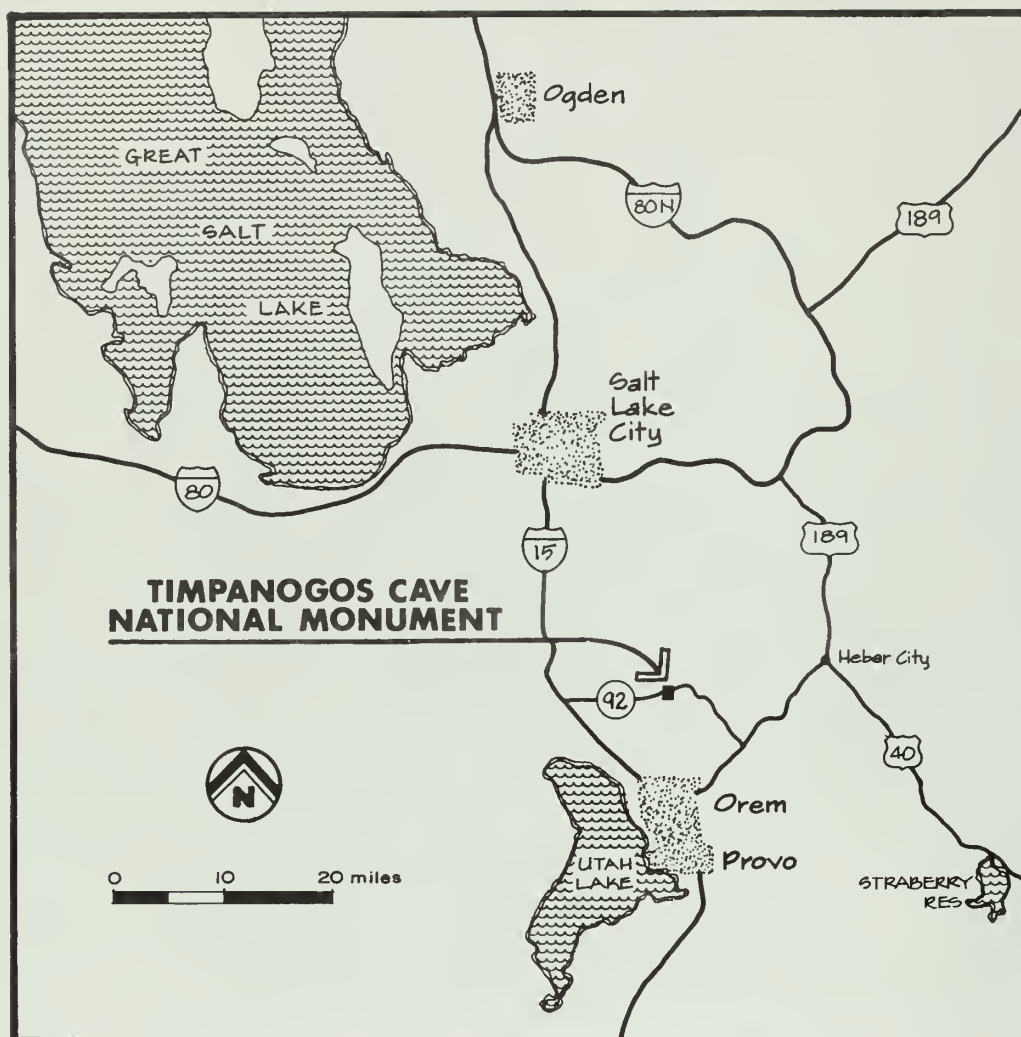 Ogden
GREAT
SALT
LAKE
80N
189
Salt
Lake
City
80
15
189
TIMPANOGOS CAVE
NATIONAL MONUMENT
Heber City
92
40
N
Orem
Provo
UTAH
LAKE
STRABERRY
RES
0 10 20 miles